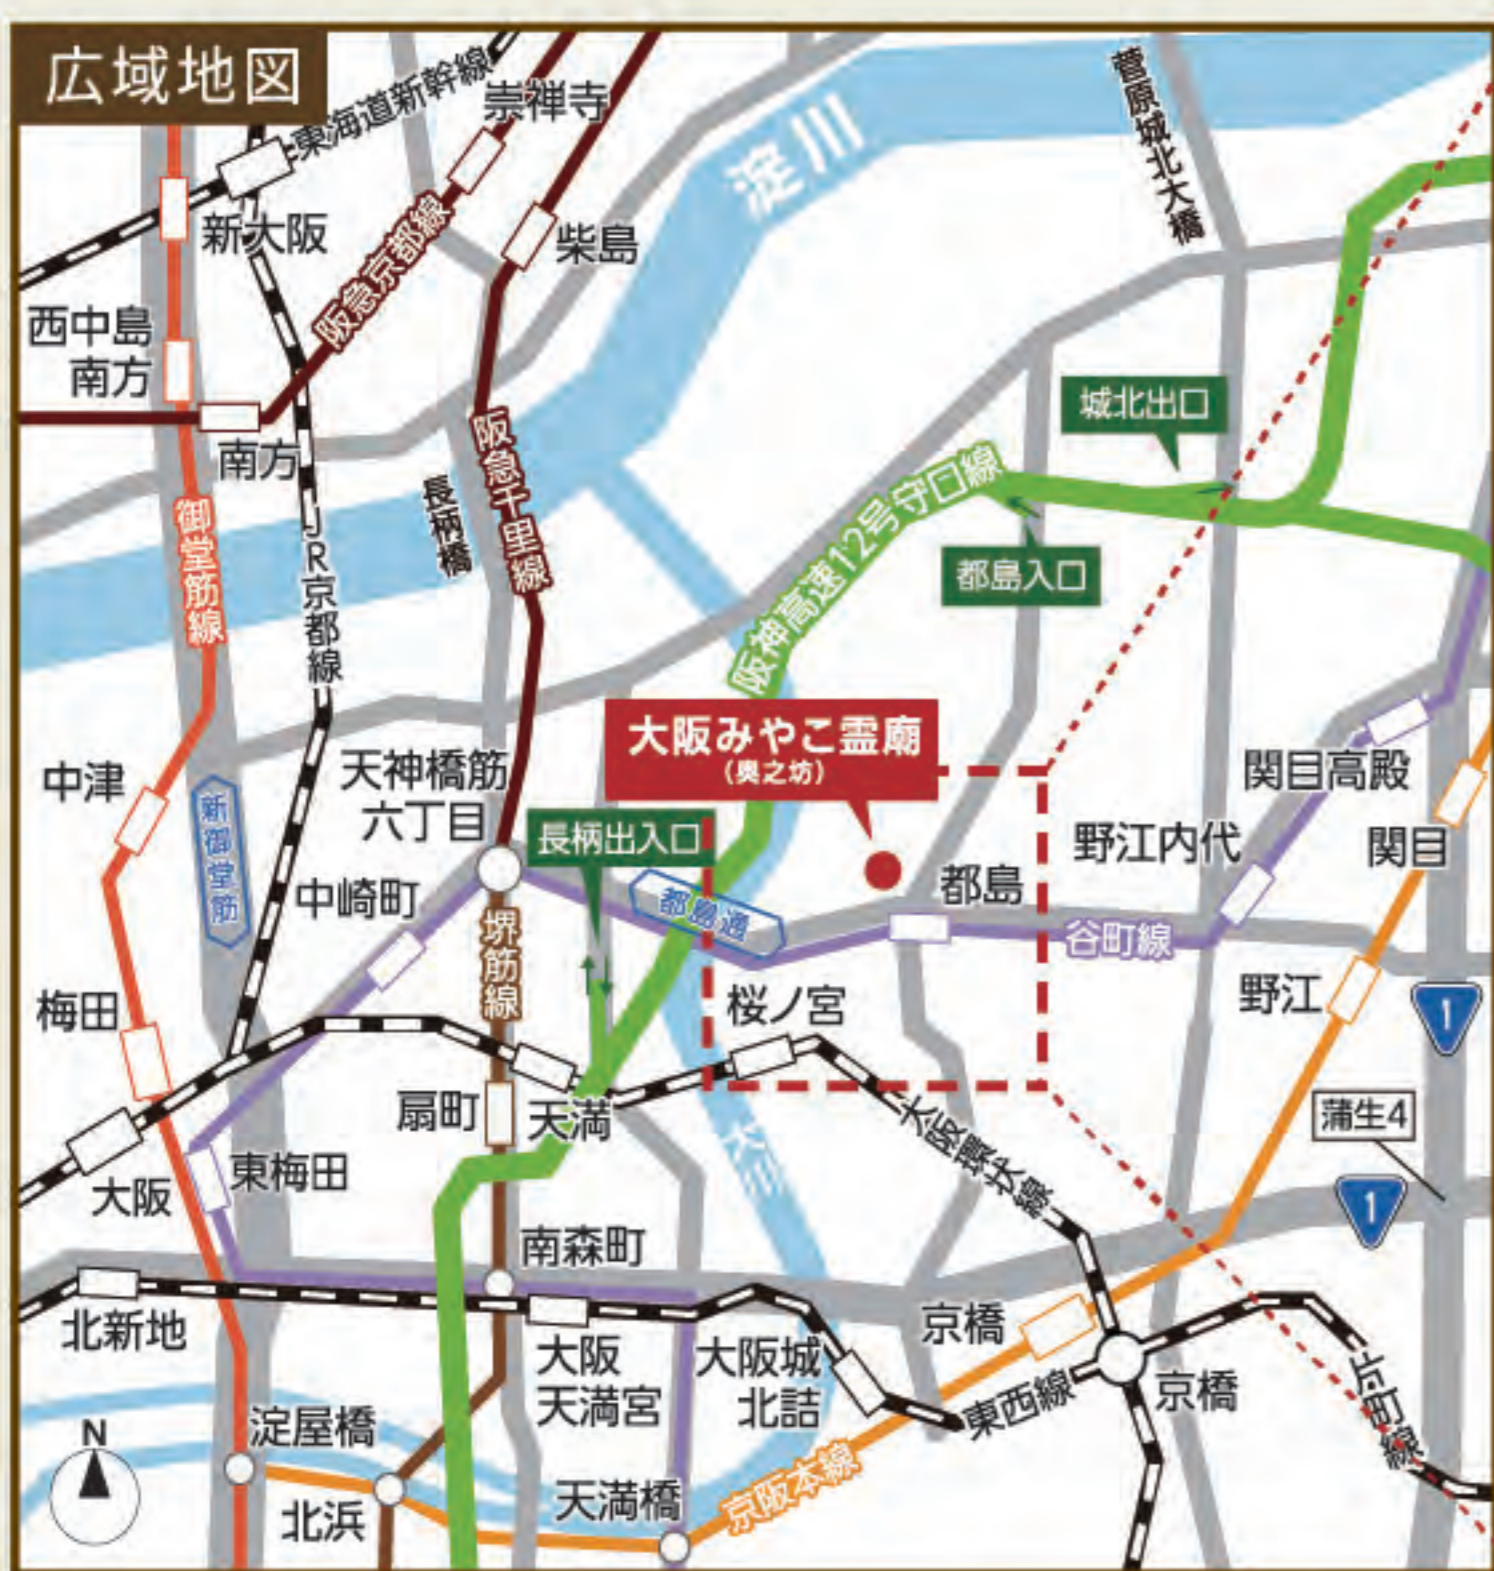 広域地図
東海道新幹線
崇禅寺
淀川
菅原城北大橋
新大阪
阪急京都線
柴島
西中島
南方
南方
城北出口
阪急千里線
長柄橋
阪神高速12号守口線
御堂筋線
JR京都線
都島入口
大阪みやこ霊廟
(奥之坊)
中津
新御堂筋
天神橋筋
六丁目
長柄出入口
関目高殿
野江内代
関目
中崎町
都島
都島通
谷町線
堺筋線
梅田
桜ノ宮
野江
1
扇町
天満
大川
大阪環状線
蒲生4
1
大阪
東梅田
南森町
北新地
大阪
天満宮
大阪城
北詰
京橋
東西線
京橋
片町線
淀屋橋
N
北浜
天満橋
京阪本線